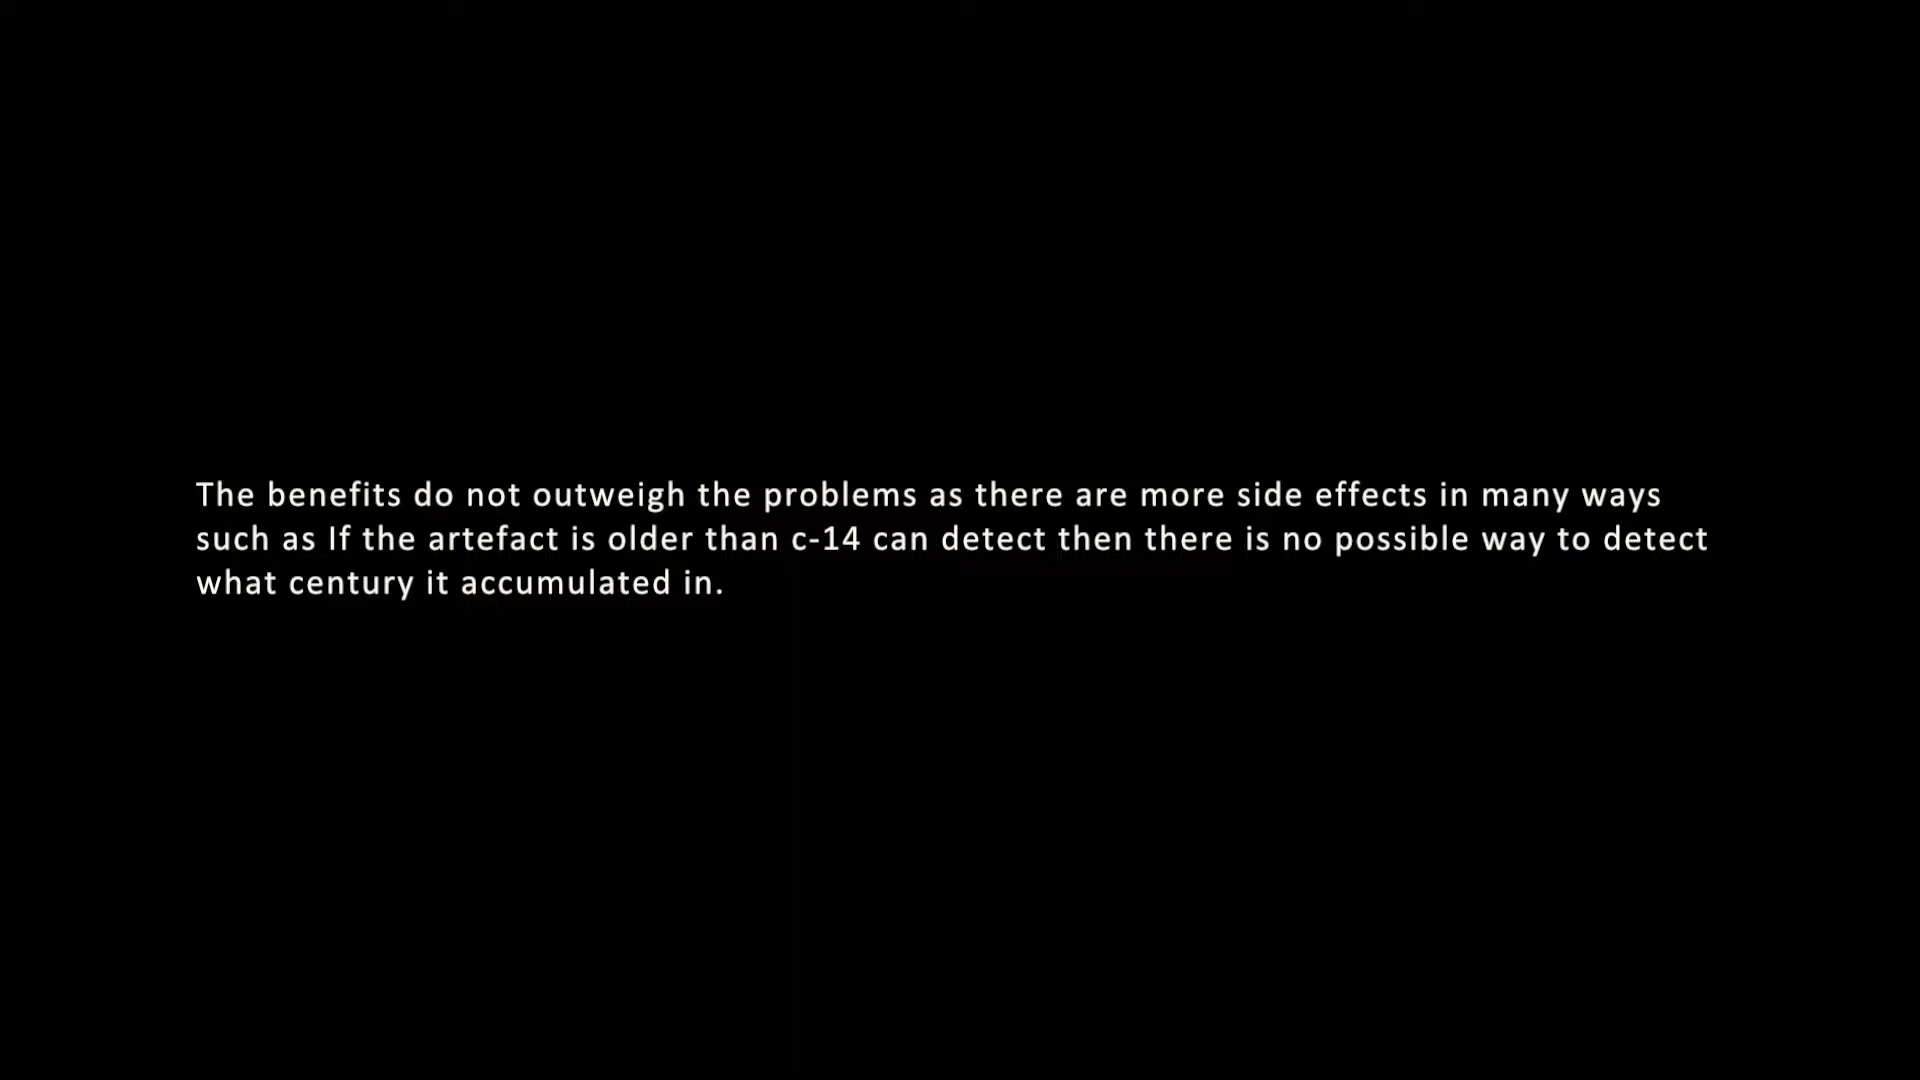 The benefits do not outweigh the problems as there are more side effects in many ways
such as If the artefact is older than c-14 can detect then there is no possible way to detect
what century it accumulated in.